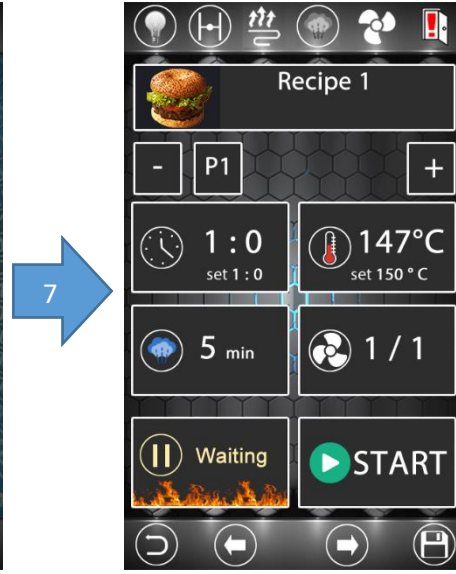 Recipe 1
- P1 +
1 : 0
set 1 : 0
147°C
set 150 ° C
7
5 min
1 / 1
Waiting
START